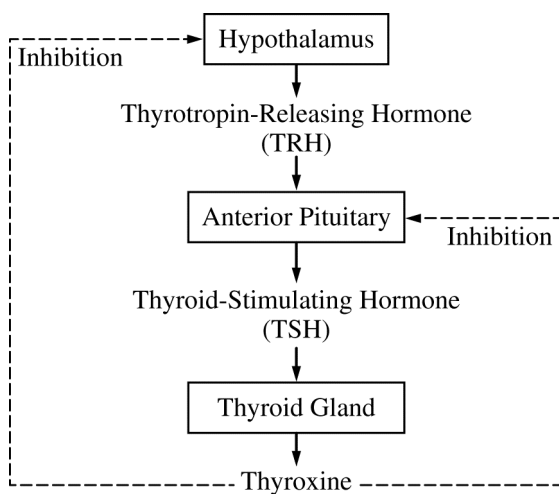 Hypothalamus
Inhibition
Thyrotropin-Releasing Hormone
(TRH)
Anterior Pituitary
Inhibition
Thyroid-Stimulating Hormone
(TSH)
Thyroid Gland
Thyroxine